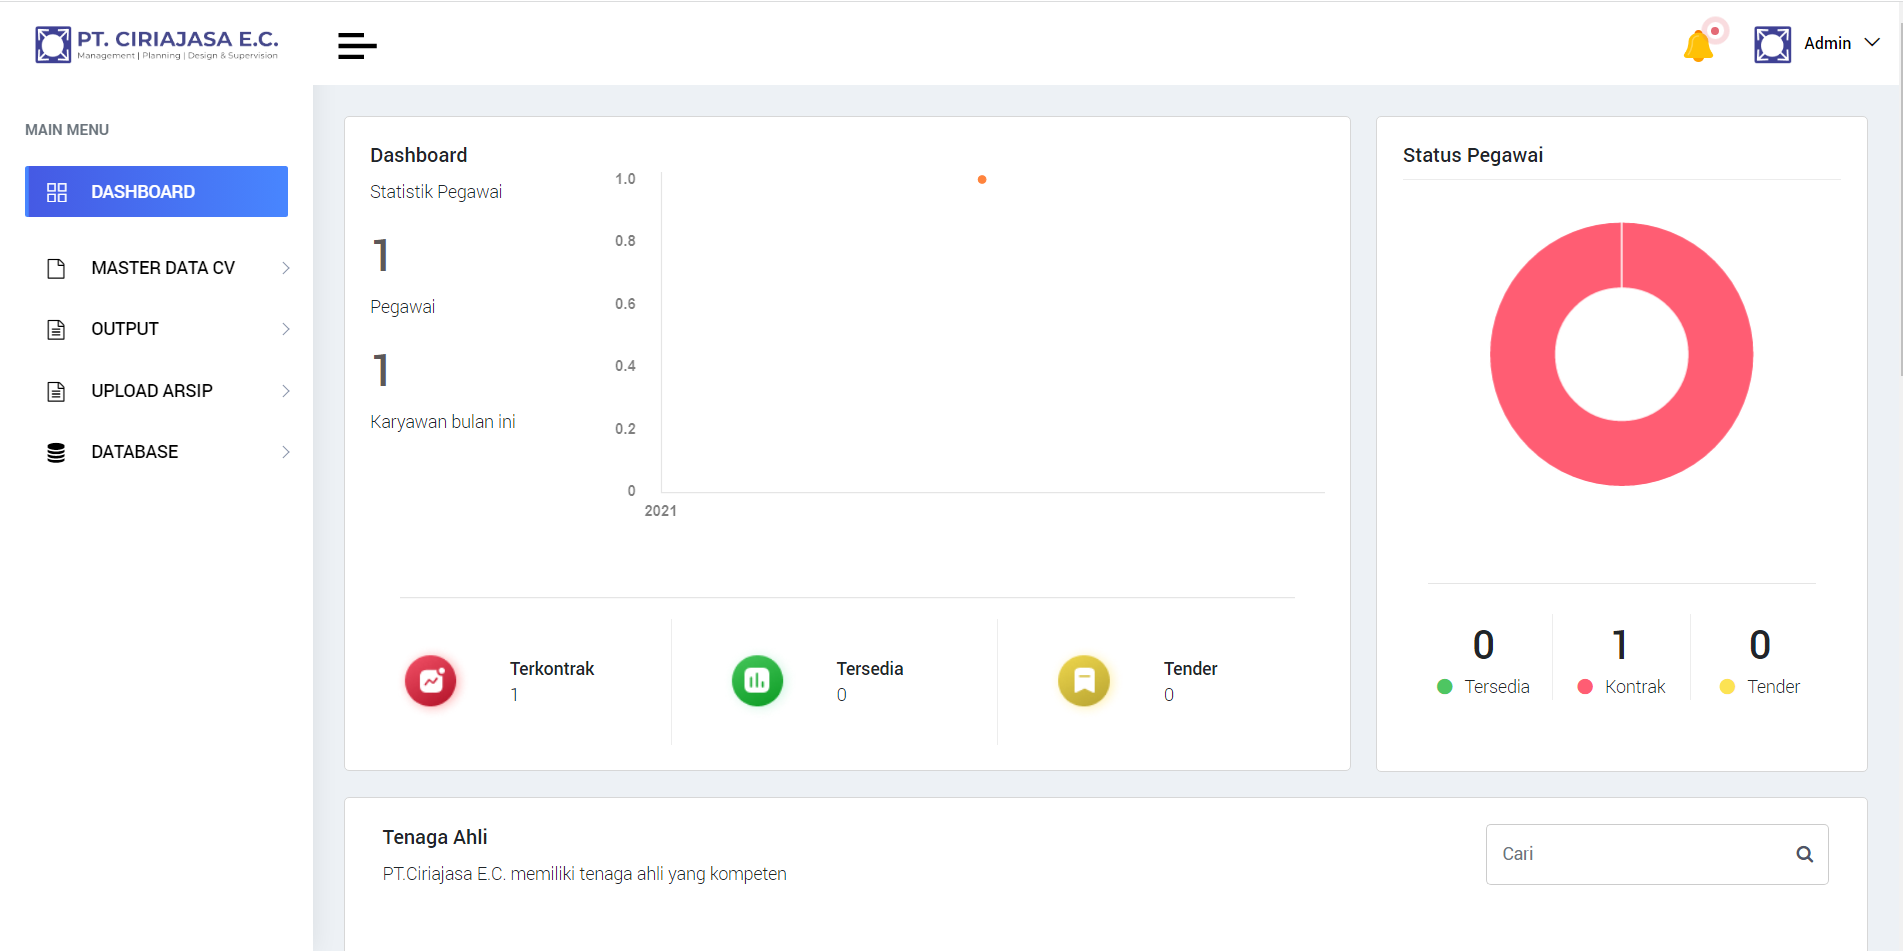 PT. CIRIAJASA E.C.
Management | Planning | Design & Supervision
Admin
MAIN MENU
DASHBOARD
MASTER DATA CV
OUTPUT
UPLOAD ARSIP
DATABASE
Dashboard
Statistik Pegawai
1
Pegawai
1
Karyawan bulan ini
1.0
0.8
0.6
0.4
0.2
0
2021
Terkontrak
1
Tersedia
0
Tender
0
Status Pegawai
0
Tersedia
1
Kontrak
0
Tender
Tenaga Ahli
PT.Ciriajasa E.C. memiliki tenaga ahli yang kompeten
Cari